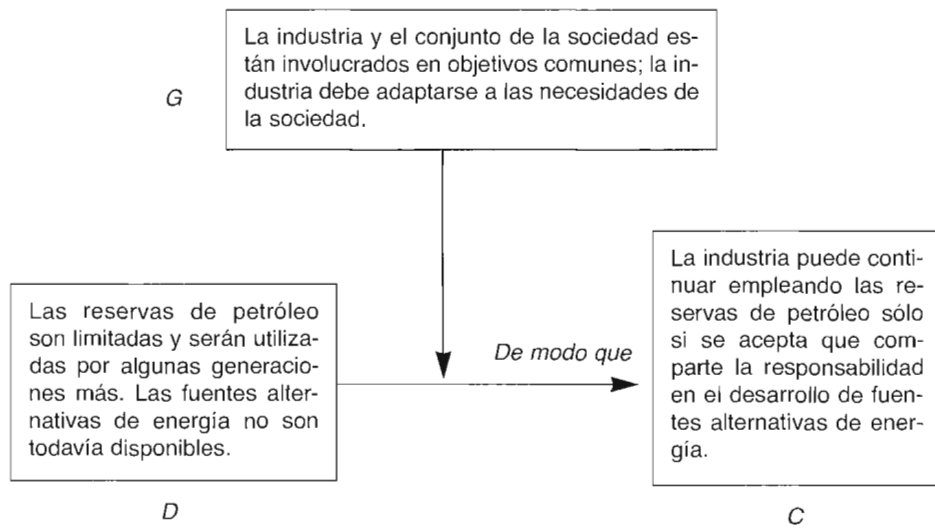 La industria y el conjunto de la sociedad es-
tán involucrados en objetivos comunes; la in-
dustria debe adaptarse a las necesidades de
la sociedad.
G
La industria puede conti-
nuar empleando las re-
servas de petróleo sólo
si se acepta que com-
parte la responsabilidad
en el desarrollo de fuen-
tes alternativas de ener-
gía.
Las reservas de petróleo
son limitadas y serán utiliza-
das por algunas generacio-
nes más. Las fuentes alter-
nativas de energía no son
todavía disponibles.
De modo que
D
C